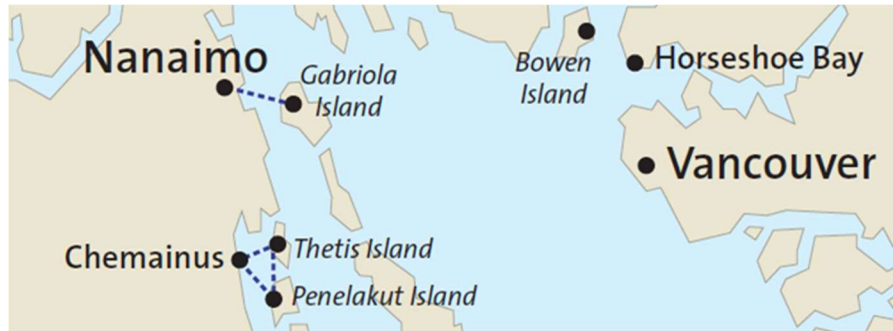 Nanaimo
Gabriola
Island
Bowen
Island
Horseshoe Bay
Vancouver
Chemainus
Thetis Island
Penelakut Island